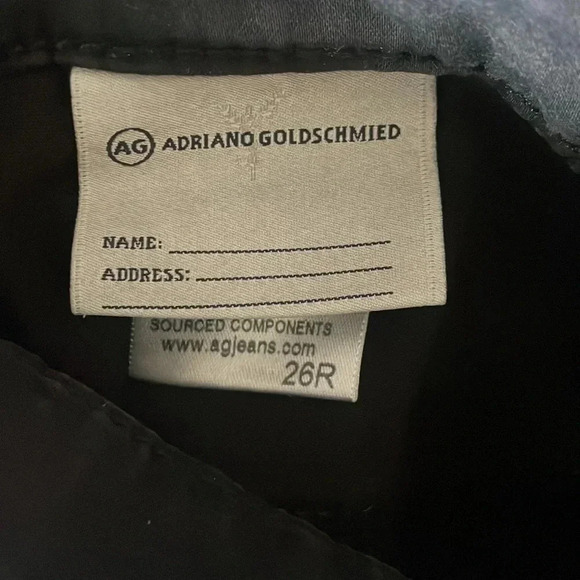 AG ADRIANO GOLDSCHMIED
NAME:
ADDRESS:
SOURCED COMPONENTS
www.agjeans.com
26R